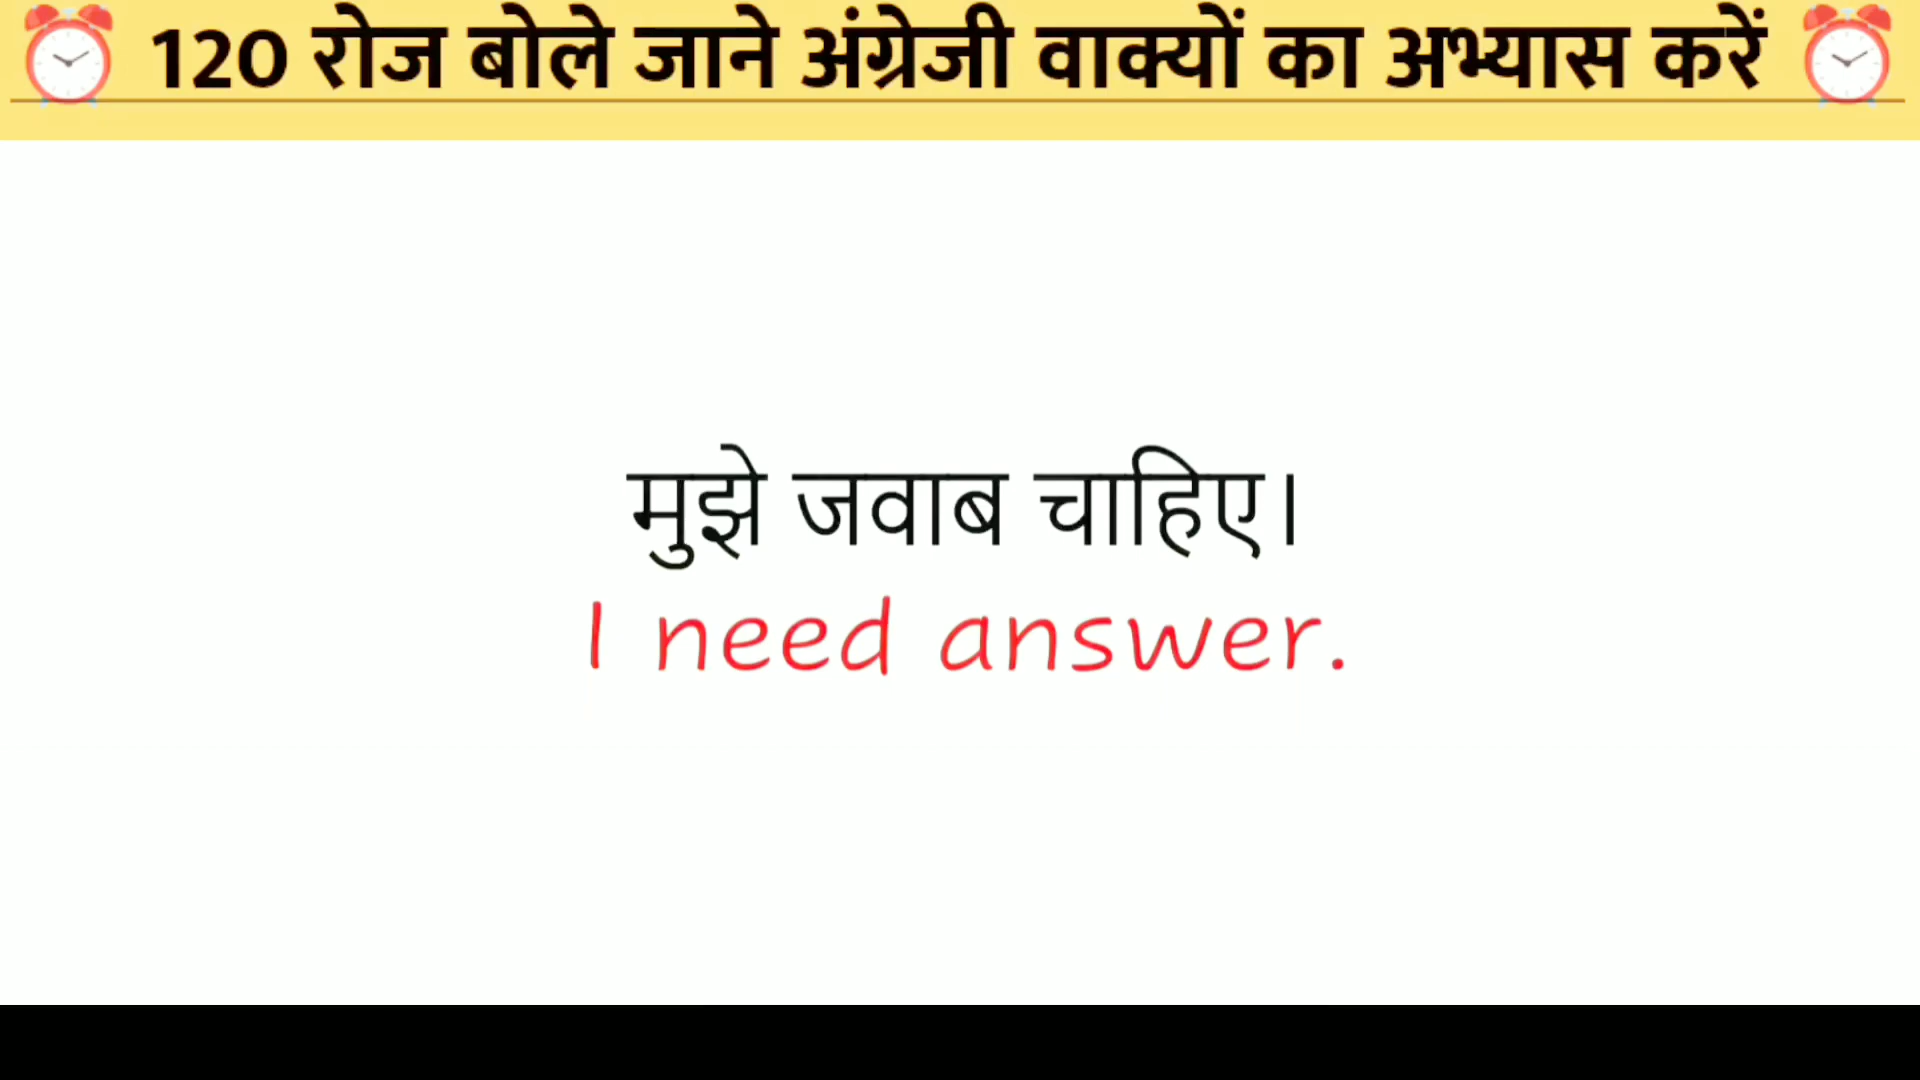 120 रोज बोले जाने अंग्रेजी वाक्यों का अभ्यास करें
मुझे जवाब चाहिए।
I need answer.